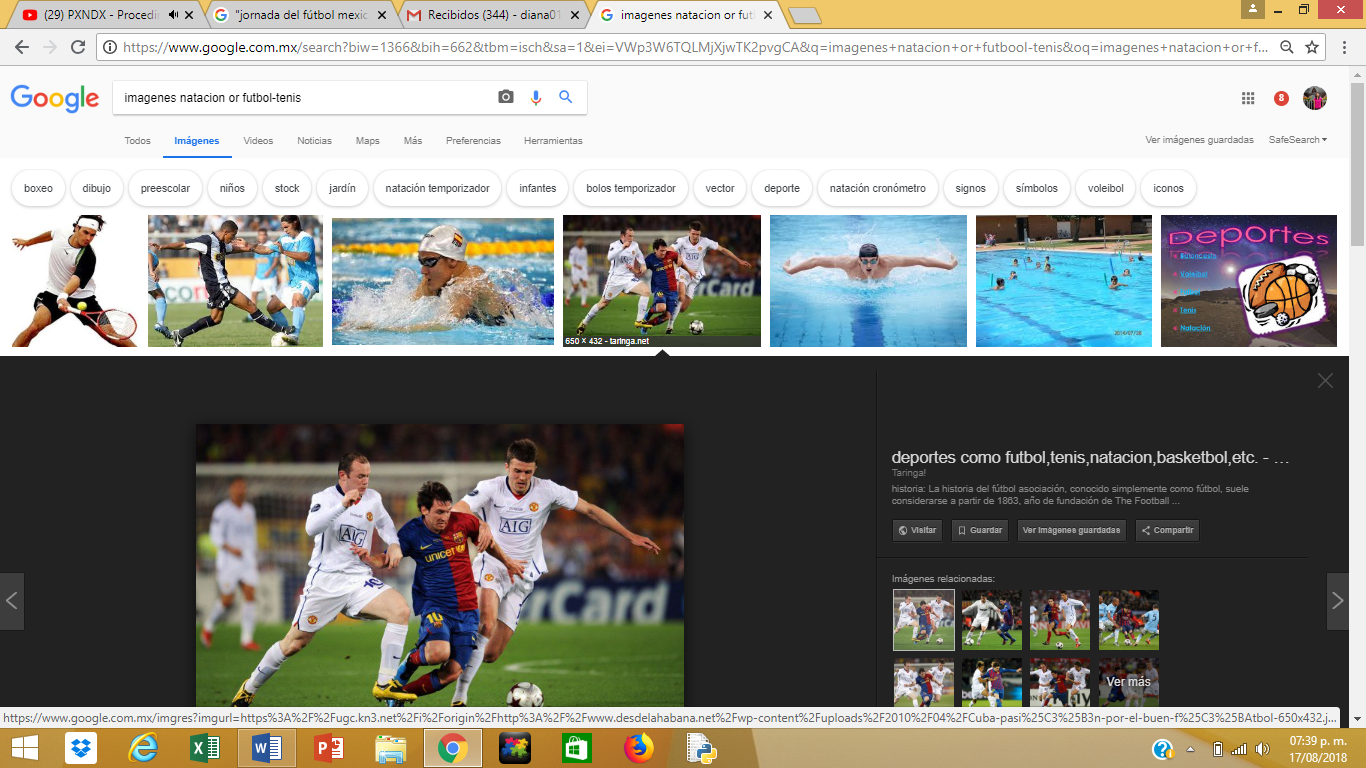 (29) PXNDX - Procedi
"jornada del fútbol mexic
Recibidos (344) - diana01
imagenes natacion or fut
https://www.google.com.mx/search?biw=1366&bih=662&tbm=isch&sa=1&ei=VWp3W6TQLMjXjwTK2pvgCA&q=imagenes+natacion+or+futbool-tenis&oq=imagenes+natacion+or+f...
Google
imagenes natacion or futbol-tenis
8
Todos Imágenes Videos Noticias Maps Más Preferencias Herramientas
Ver imágenes guardadas SafeSearch
boxeo dibujo preescolar niños stock jardín natación temporizador infantes bolos temporizador vector deporte natación cronómetro signos símbolos voleibol iconos
Deportes
Voleibol
Tenis
Natación
MasterCard
650 × 432 - taringa.net
AIG
AIG
unicef
10
10
erCard
deportes como futbol,tenis,natacion,basketbol,etc. - ...
Taringa!
historia: La historia del fútbol asociación, conocido simplemente como fútbol, suele
considerarse a partir de 1863, año de fundación de The Football ...
Visitar Guardar Ver imágenes guardadas Compartir
Imágenes relacionadas:
Ver más
https://www.google.com.mx/imgres?imgurl=https%3A%2F%2Fugc.kn3.net%2Fi%2Forigin%2Fhttp%3A%2F%2Fwww.desdelahabana.net%2Fwp-content%2Fuploads%2F2010%2F04%2FCuba-pasi%25C3%25B3n-por-el-buen-f%25C3%25BAtbol-650x432.j...
07:39 p. m.
17/08/2018